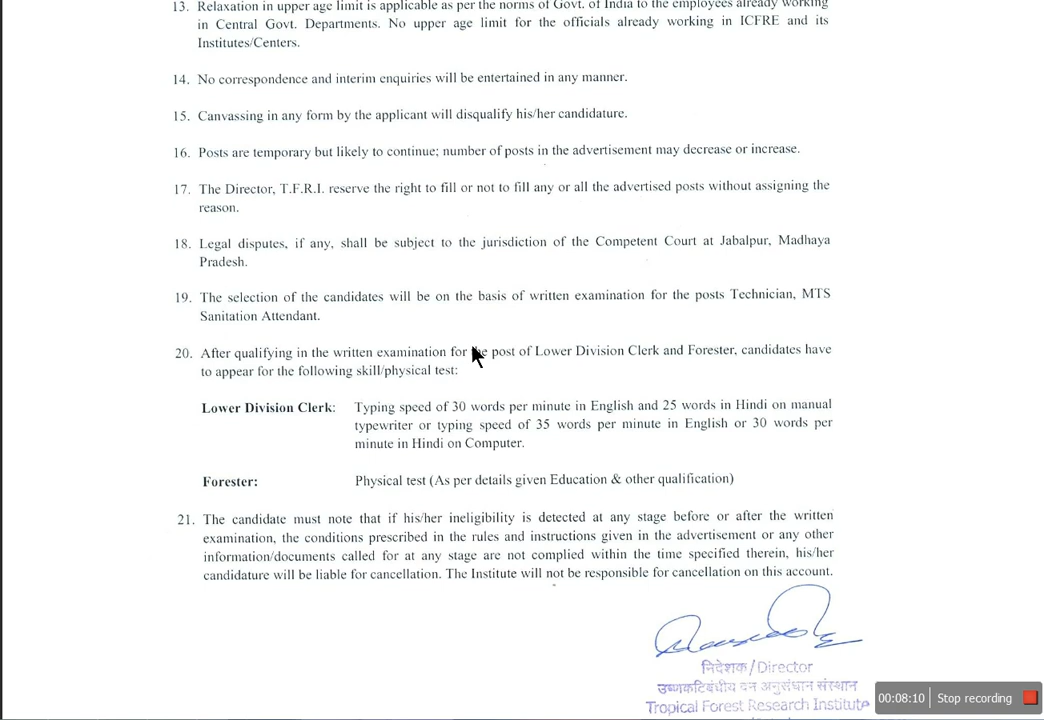 13. Relaxation in upper age limit is applicable as per the norms of Govt. of India to the employees already working
in Central Govt. Departments. No upper age limit for the officials already working in ICFRE and its
Institutes/Centers.
14. No correspondence and interim enquiries will be entertained in any manner.
15. Canvassing in any form by the applicant will disqualify his/her candidature.
16. Posts are temporary but likely to continue; number of posts in the advertisement may decrease or increase.
17. The Director, T.F.R.I. reserve the right to fill or not to fill any or all the advertised posts without assigning the
reason.
18. Legal disputes, if any, shall be subject to the jurisdiction of the Competent Court at Jabalpur, Madhaya
Pradesh.
19. The selection of the candidates will be on the basis of written examination for the posts Technician, MTS
Sanitation Attendant.
20. After qualifying in the written examination for the post of Lower Division Clerk and Forester, candidates have
to appear for the following skill/physical test:
Lower Division Clerk: Typing speed of 30 words per minute in English and 25 words in Hindi on manual
typewriter or typing speed of 35 words per minute in English or 30 words per
minute in Hindi on Computer.
Forester: Physical test (As per details given Education & other qualification)
21. The candidate must note that if his/her ineligibility is detected at any stage before or after the written
examination, the conditions prescribed in the rules and instructions given in the advertisement or any other
information/documents called for at any stage are not complied within the time specified therein, his/her
candidature will be liable for cancellation. The Institute will not be responsible for cancellation on this account.
निदेशक/Director
उष्णकटिबंधीय वन अनुसंधान संस्थान
Tropical Forest Research Institute
00:08:10 Stop recording